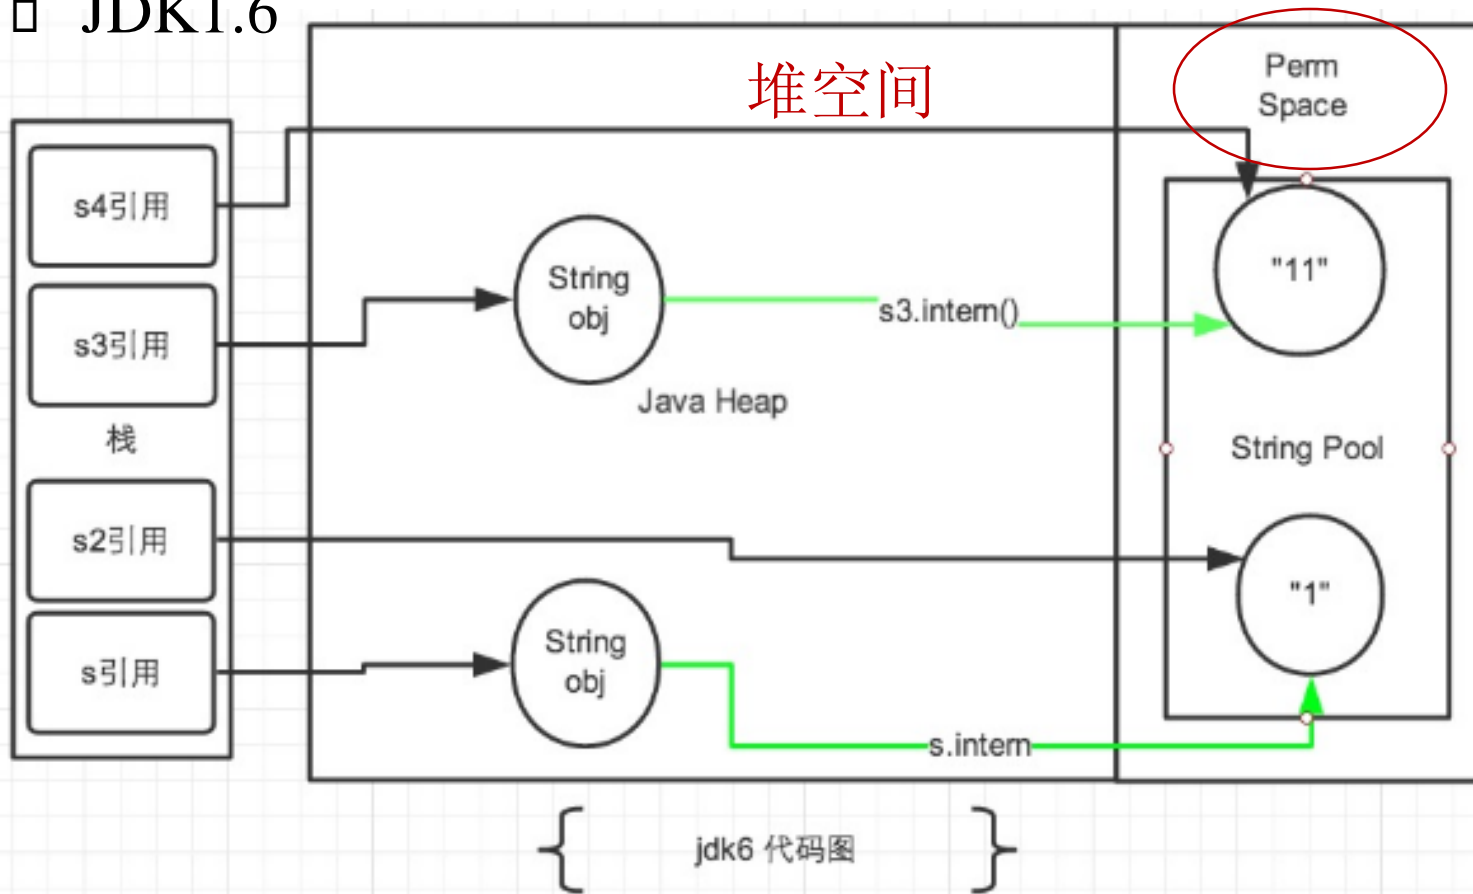 ▯ JDK1.6
堆空间
Perm
Space
s4引用
"11"
String
obj
s3.intern()
s3引用
Java Heap
栈
String Pool
s2引用
"1"
String
obj
s引用
s.intern
jdk6 代码图